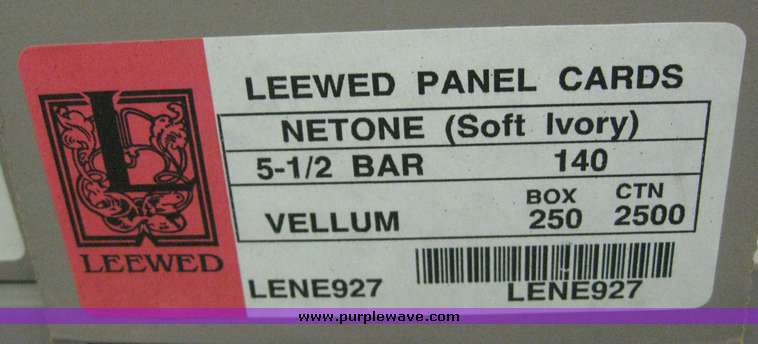 LEEWED PANEL CARDS
NETONE (Soft Ivory)
5-1/2 BAR 140
VELLUM BOX 250 CTN 2500
L
LEEWED
LENE927 LENE927
www.purplewave.com